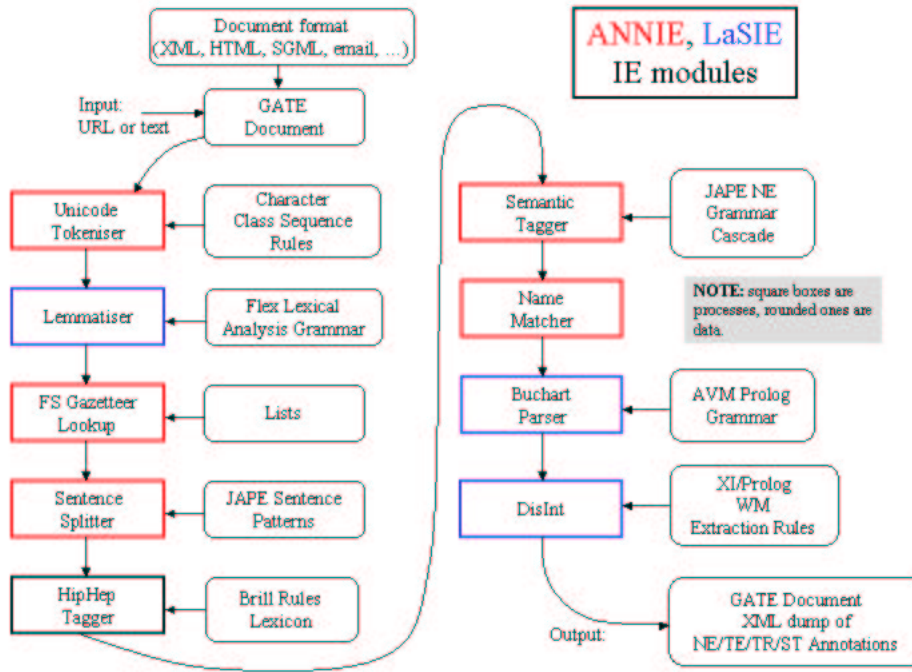 Document format
(XML, HTML, SGML, email, ...)
ANNIE, LaSIE
IE modules
Input:
URL or text
GATE
Document
Unicode
Tokeniser
Character
Class Sequence
Rules
Lemmatiser
Flex Lexical
Analysis Grammar
FS Gazetteer
Lookup
Lists
Sentence
Splitter
JAPE Sentence
Patterns
HipHep
Tagger
Brill Rules
Lexicon
Semantic
Tagger
JAPE NE
Grammar
Cascade
Name
Matcher
NOTE: square boxes are
processes, rounded ones are
data.
Buchart
Parser
AVM Prolog
Grammar
DisInt
XI/Prolog
WM
Extraction Rules
Output:
GATE Document
XML dump of
NE/TE/TR/ST Annotations